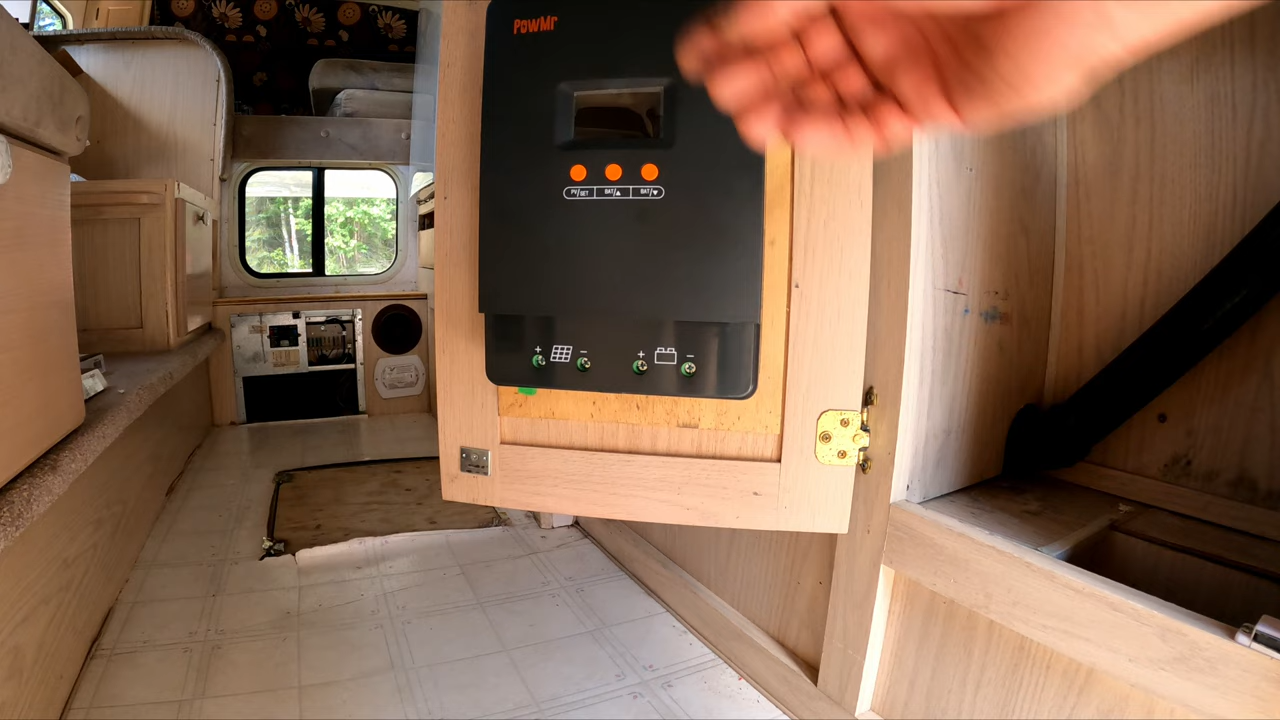 PowMr
PV/SET BAT/▲ BAT/▼
+ − + −